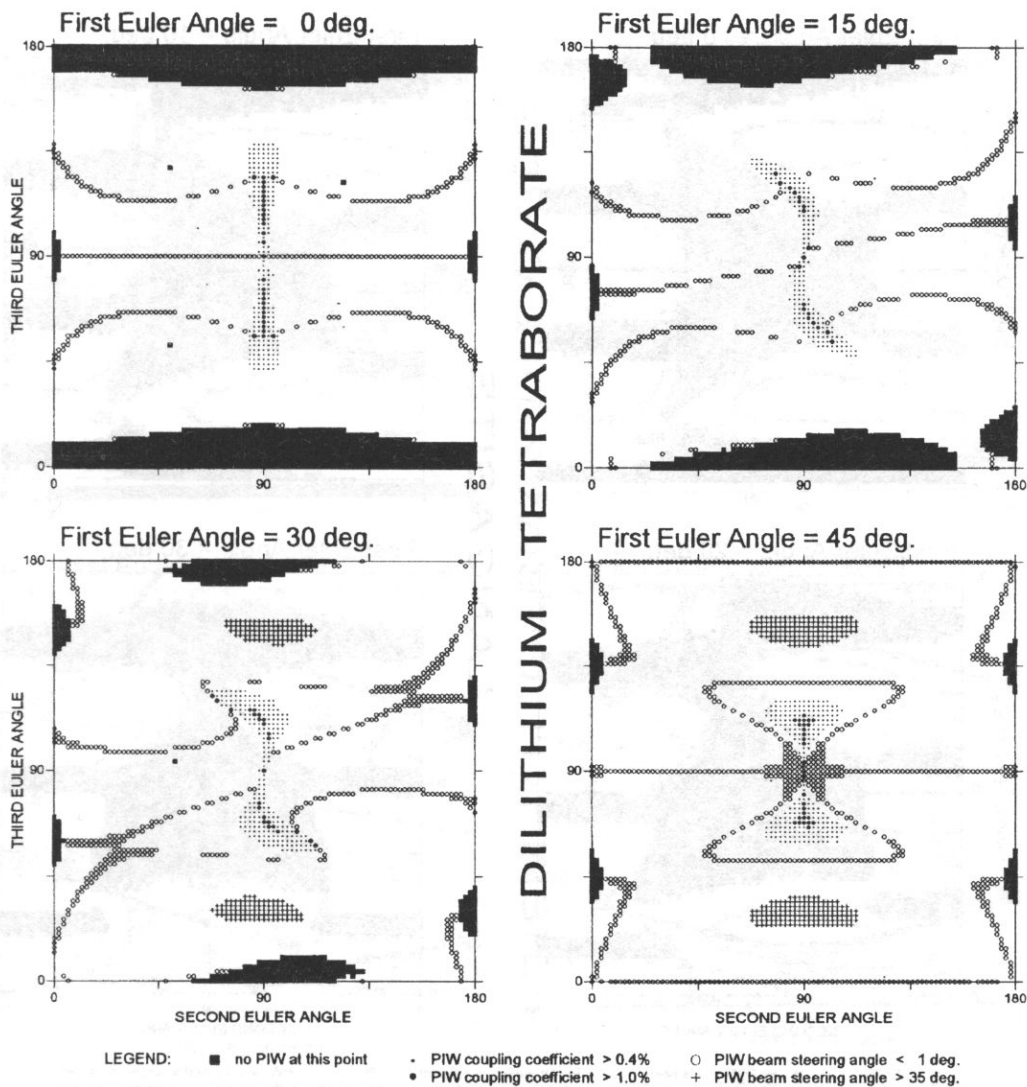 First Euler Angle = 0 deg.
180
THIRD EULER ANGLE
90
0
0
90
180
First Euler Angle = 15 deg.
180
90
0
0
90
180
DILITHIUM TETRABORATE
First Euler Angle = 30 deg.
180
THIRD EULER ANGLE
90
0
0
90
180
SECOND EULER ANGLE
First Euler Angle = 45 deg.
180
90
0
0
90
180
SECOND EULER ANGLE
LEGEND: ■ no PIW at this point · PIW coupling coefficient > 0.4% ○ PIW beam steering angle < 1 deg.
● PIW coupling coefficient > 1.0% + PIW beam steering angle > 35 deg.